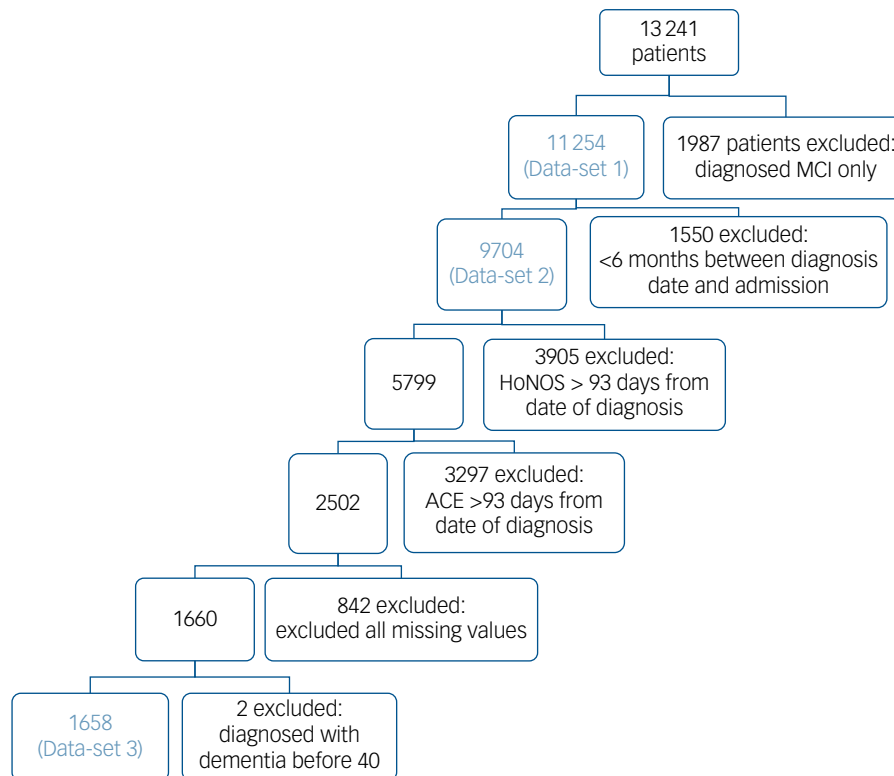 13 241
patients
11 254
(Data-set 1)
1987 patients excluded:
diagnosed MCI only
9704
(Data-set 2)
1550 excluded:
<6 months between diagnosis
date and admission
5799
3905 excluded:
HoNOS > 93 days from
date of diagnosis
2502
3297 excluded:
ACE >93 days from
date of diagnosis
1660
842 excluded:
excluded all missing values
1658
(Data-set 3)
2 excluded:
diagnosed with
dementia before 40